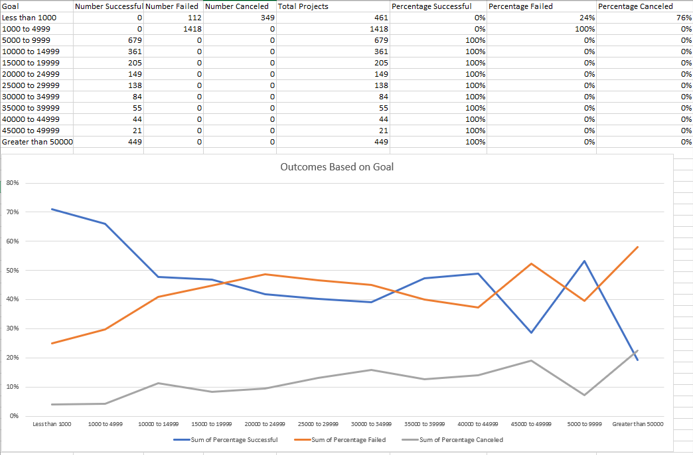 Goal Number Successful Number Failed Number Canceled Total Projects Percentage Successful Percentage Failed Percentage Canceled
Less than 1000 0 112 349 461 0% 24% 76%
1000 to 4999 0 1418 0 1418 0% 100% 0%
5000 to 9999 679 0 0 679 100% 0% 0%
10000 to 14999 361 0 0 361 100% 0% 0%
15000 to 19999 205 0 0 205 100% 0% 0%
20000 to 24999 149 0 0 149 100% 0% 0%
25000 to 29999 138 0 0 138 100% 0% 0%
30000 to 34999 84 0 0 84 100% 0% 0%
35000 to 39999 55 0 0 55 100% 0% 0%
40000 to 44999 44 0 0 44 100% 0% 0%
45000 to 49999 21 0 0 21 100% 0% 0%
Greater than 50000 449 0 0 449 100% 0% 0%
Outcomes Based on Goal
80%
70%
60%
50%
40%
30%
20%
10%
0%
Less than 1000 1000 to 4999 10000 to 14999 15000 to 19999 20000 to 24999 25000 to 29999 30000 to 34999 35000 to 39999 40000 to 44999 45000 to 49999 5000 to 9999 Greater than 50000
Sum of Percentage Successful Sum of Percentage Failed Sum of Percentage Canceled